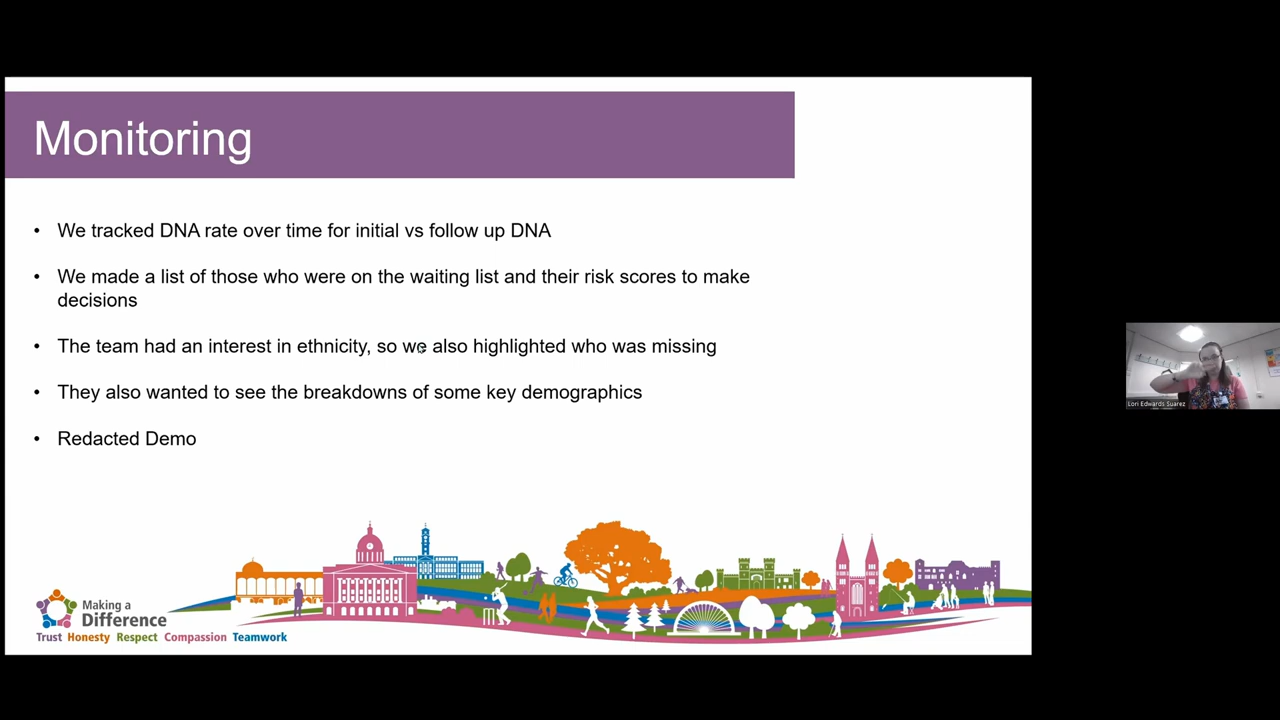 Monitoring
• We tracked DNA rate over time for initial vs follow up DNA
• We made a list of those who were on the waiting list and their risk scores to make
decisions
• The team had an interest in ethnicity, so we also highlighted who was missing
• They also wanted to see the breakdowns of some key demographics
• Redacted Demo
Making a
Difference
Trust Honesty Respect Compassion Teamwork
Lori Edwards Suarez